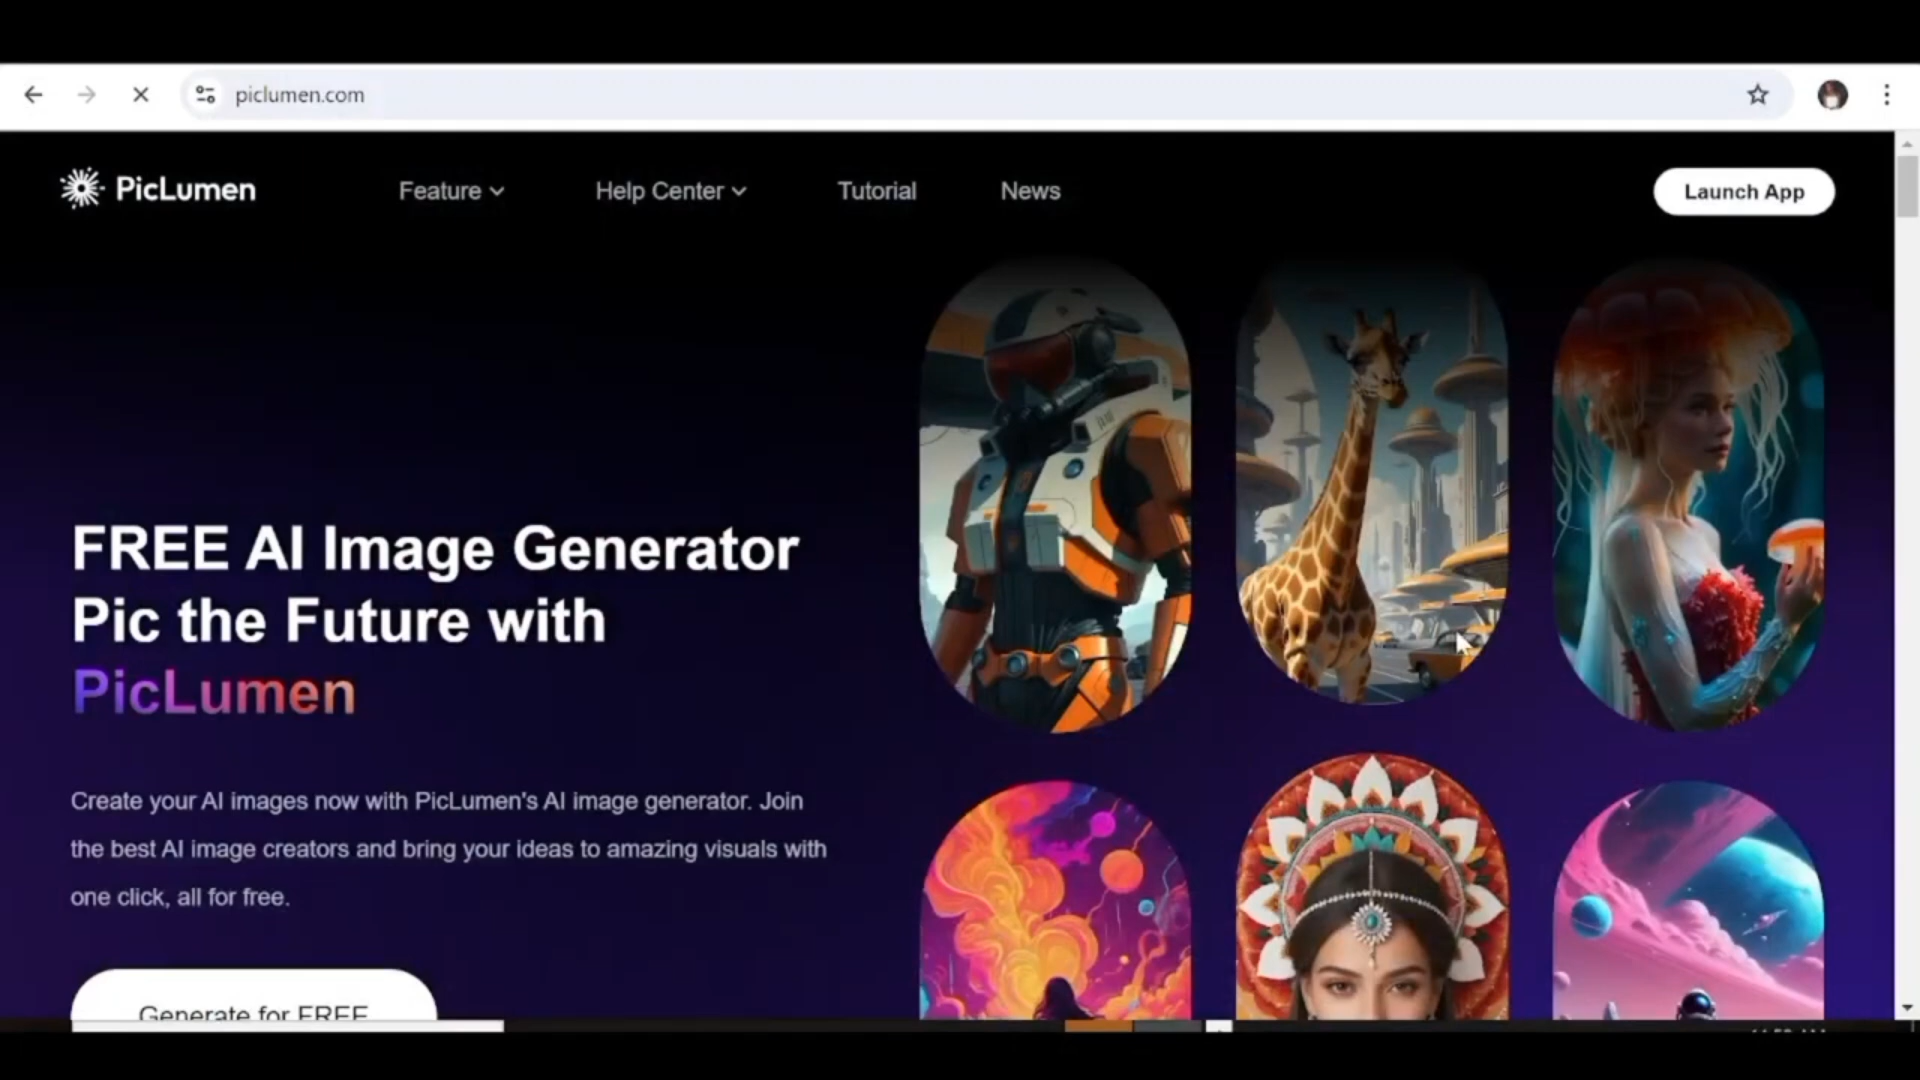 piclumen.com
PicLumen
Feature
Help Center
Tutorial
News
Launch App
FREE AI Image Generator
Pic the Future with
PicLumen
Create your AI images now with PicLumen's AI image generator. Join
the best AI image creators and bring your ideas to amazing visuals with
one click, all for free.
Generate for FREE